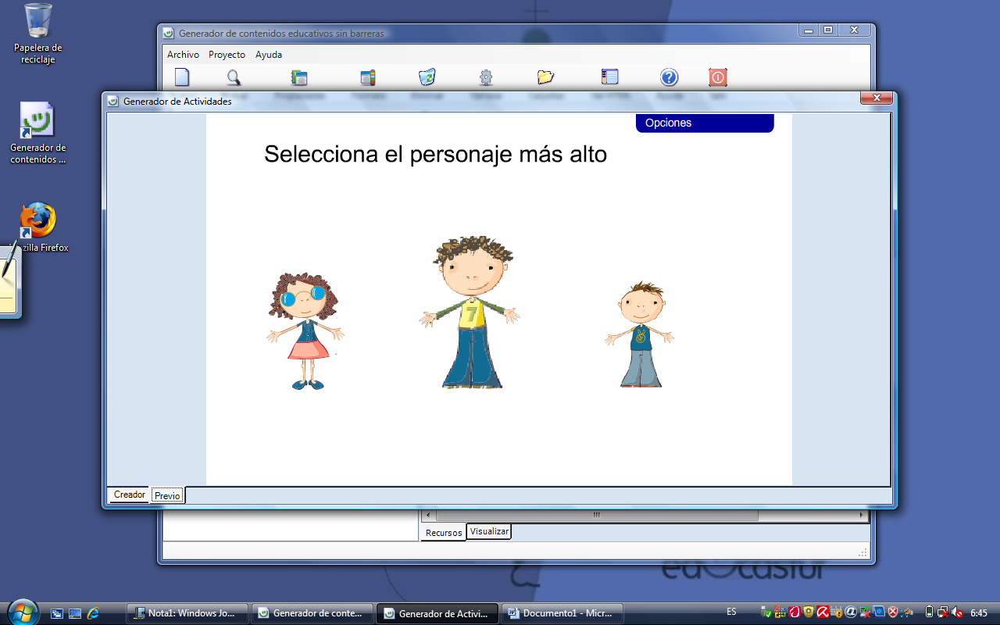 Papelera de
reciclaje
Generador de
contenidos ...
zilla Firefox
Generador de contenidos educativos sin barreras
Archivo Proyecto Ayuda
Generador de Actividades
Opciones
Selecciona el personaje más alto
7
Creador Previo
Recursos Visualizar
educastur
Nota1: Windows Jo... Generador de conte... Generador de Activi... Documento1 - Micr... ES 6:45